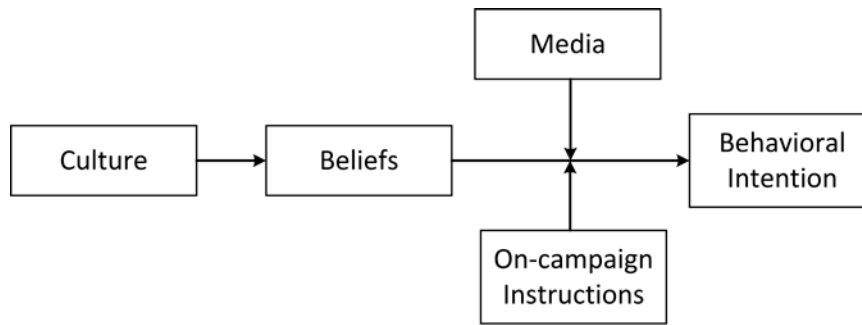 Media
Culture
Beliefs
Behavioral
Intention
On-campaign
Instructions